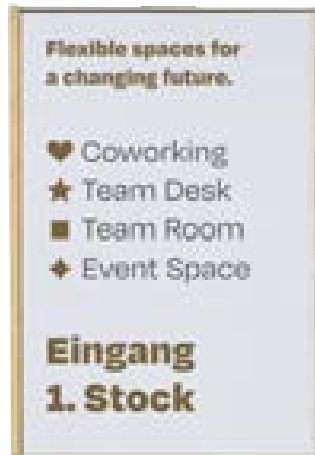 Flexible spaces for
a changing future.
Coworking
Team Desk
Team Room
Event Space
Eingang
1. Stock